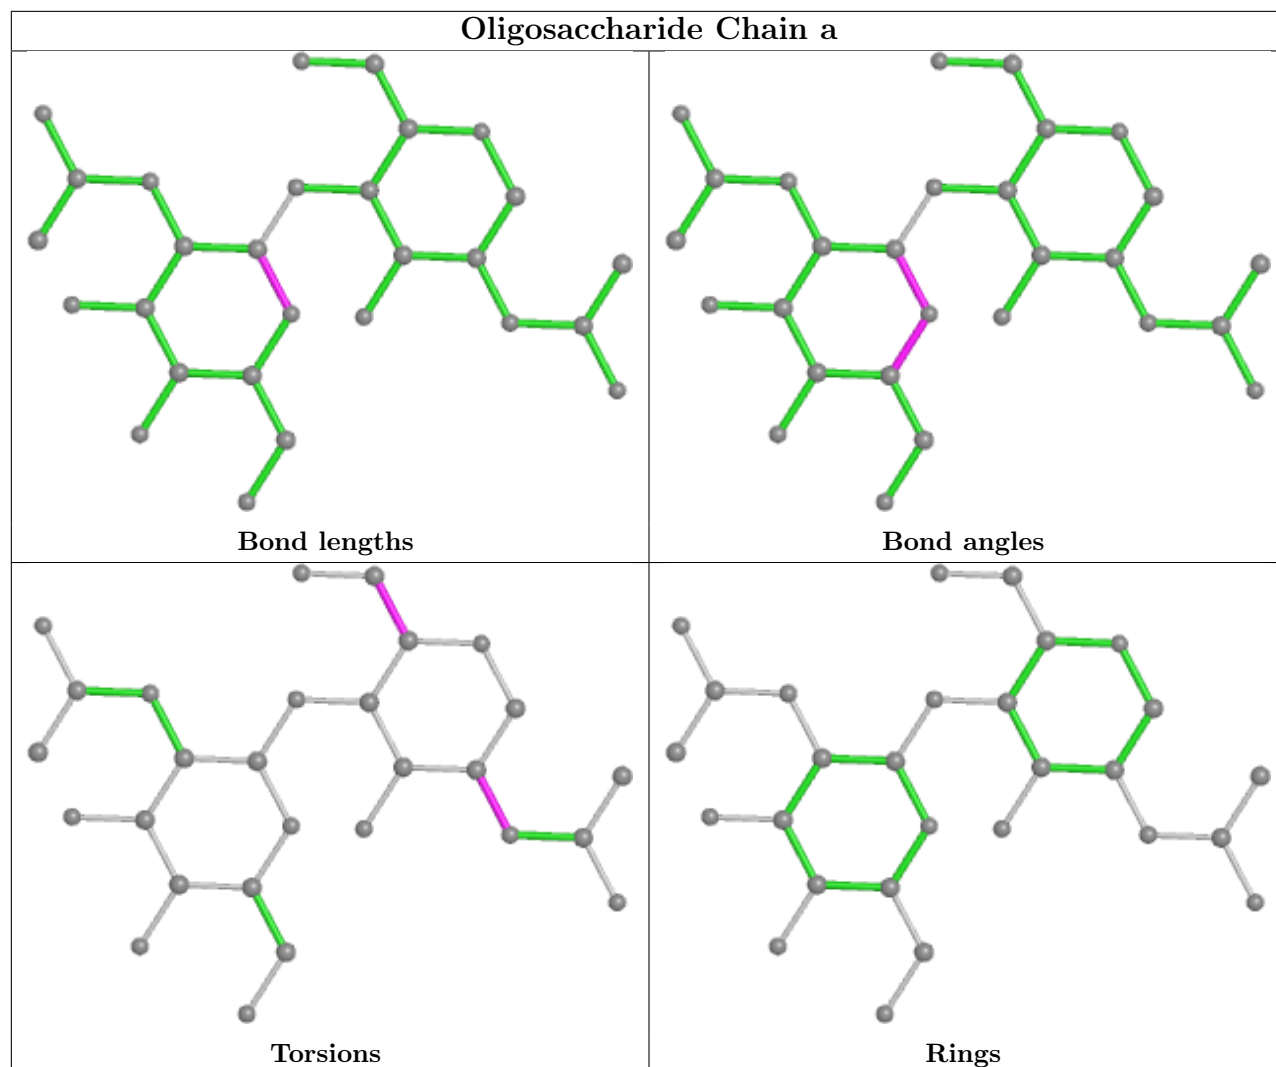 Oligosaccharide Chain a
Bond lengths
Bond angles
Torsions
Rings